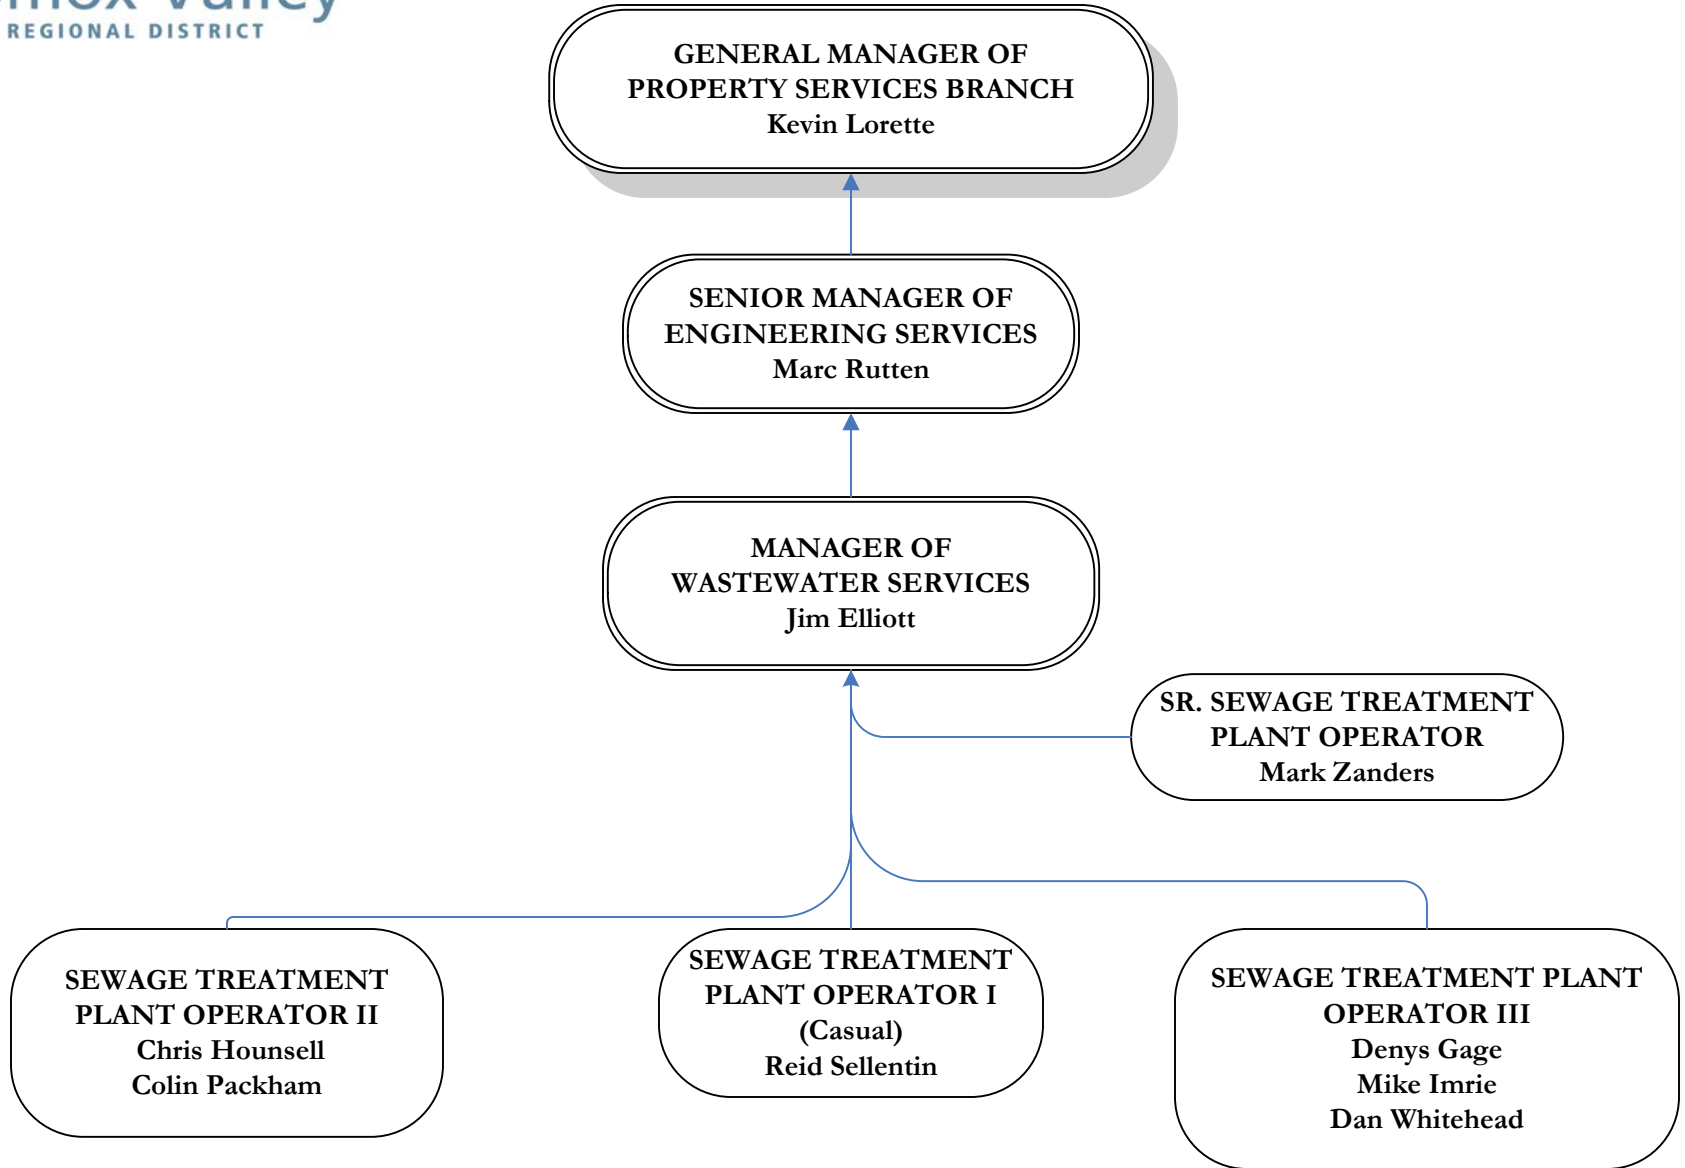 Valley
REGIONAL DISTRICT
GENERAL MANAGER OF
PROPERTY SERVICES BRANCH
Kevin Lorette
SENIOR MANAGER OF
ENGINEERING SERVICES
Marc Rutten
MANAGER OF
WASTEWATER SERVICES
Jim Elliott
SR. SEWAGE TREATMENT
PLANT OPERATOR
Mark Zanders
SEWAGE TREATMENT
PLANT OPERATOR II
Chris Hounsell
Colin Packham
SEWAGE TREATMENT
PLANT OPERATOR I
(Casual)
Reid Sellentin
SEWAGE TREATMENT PLANT
OPERATOR III
Denys Gage
Mike Imrie
Dan Whitehead